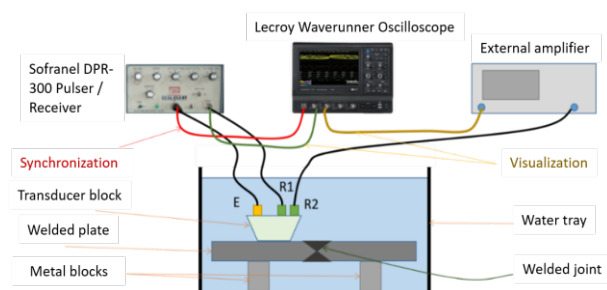 Lecroy Waverunner Oscilloscope
External amplifier
Sofranel DPR-
300 Pulser /
Receiver
Synchronization
Visualization
Transducer block
E
R1
R2
Welded plate
Water tray
Metal blocks
Welded joint